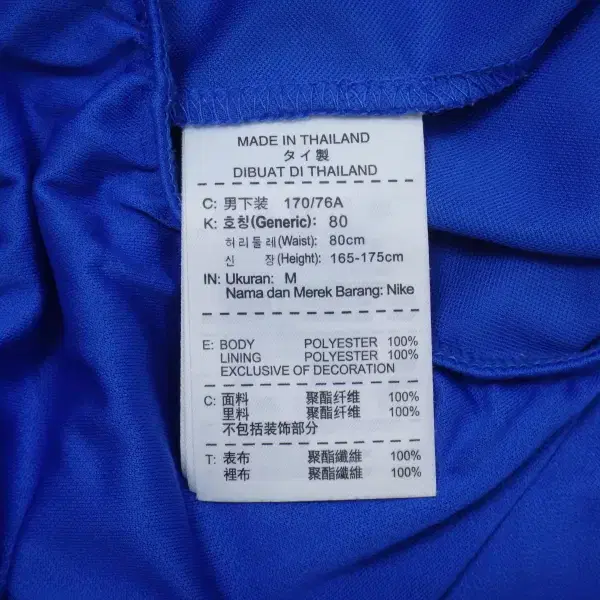 MADE IN THAILAND
タイ製
DIBUAT DI THAILAND
C: 男下装 170/76A
K: 호칭(Generic): 80
허리둘레(Waist): 80cm
신 장(Height): 165-175cm
IN: Ukuran: M
Nama dan Merek Barang: Nike
E: BODY POLYESTER 100%
LINING POLYESTER 100%
EXCLUSIVE OF DECORATION
C: 面料 聚酯纤维 100%
里料 聚酯纤维 100%
不包括装饰部分
T: 表布 聚酯纖維 100%
裡布 聚酯纖維 100%